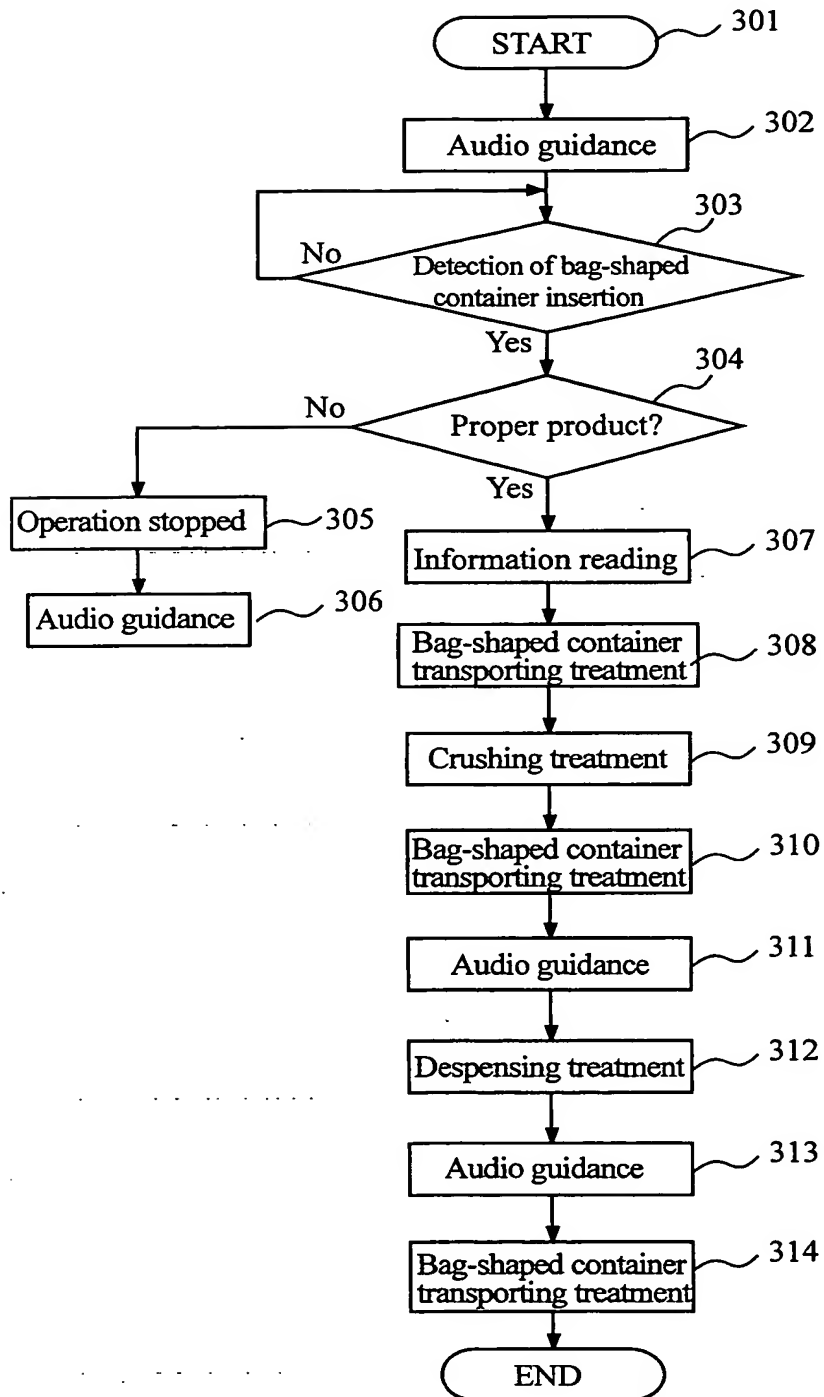 START
301
Audio guidance
302
303
No
Detection of bag-shaped
container insertion
Yes
304
No
Proper product?
Yes
Operation stopped
305
Information reading
307
Audio guidance
306
Bag-shaped container
transporting treatment
308
Crushing treatment
309
Bag-shaped container
transporting treatment
310
Audio guidance
311
Despensing treatment
312
Audio guidance
313
Bag-shaped container
transporting treatment
314
END